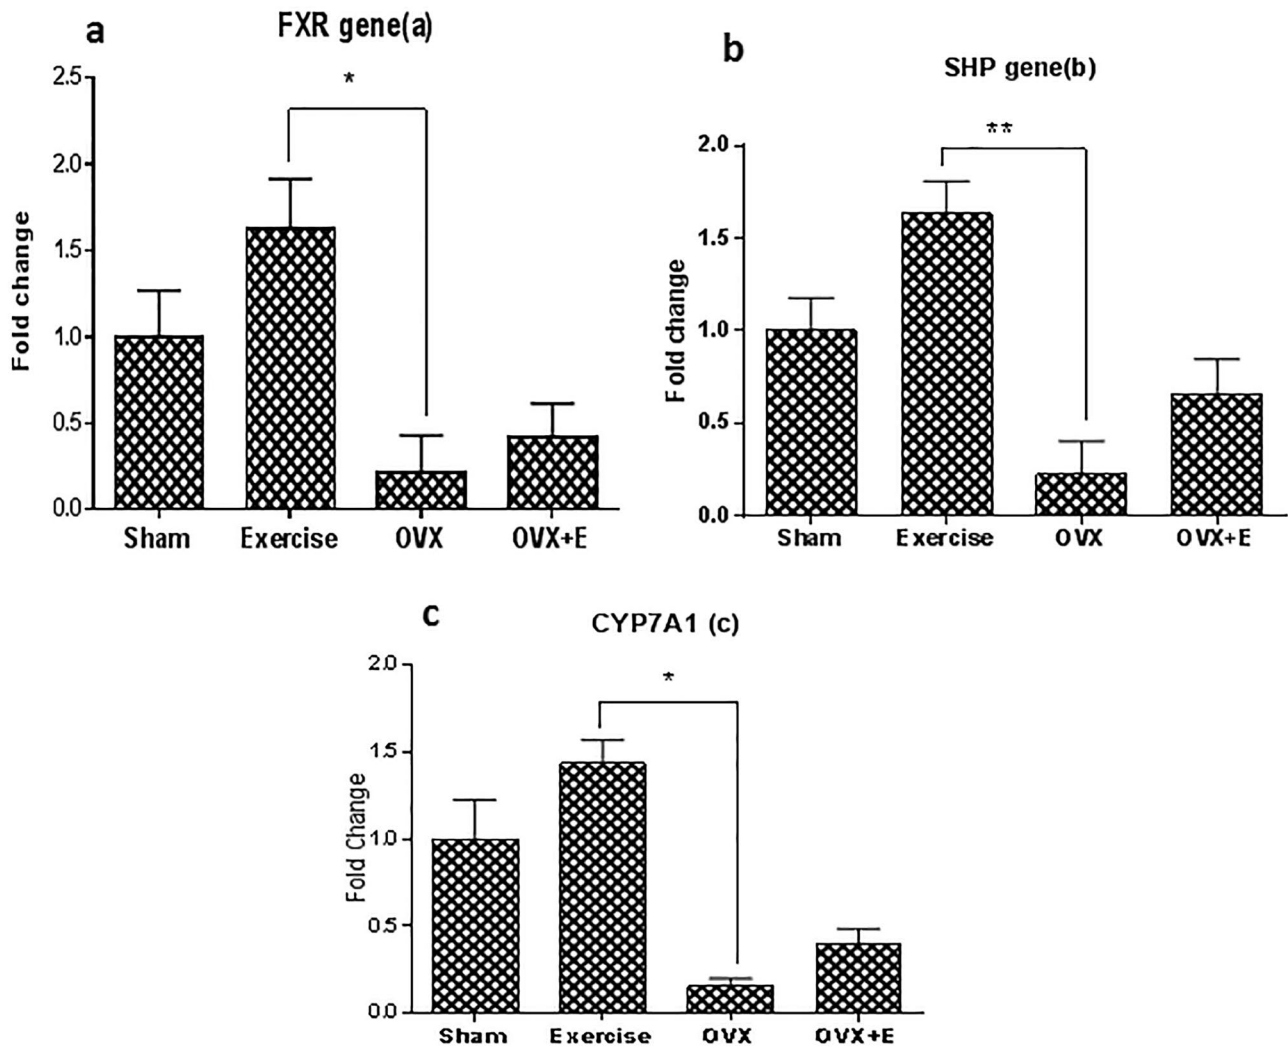 a
FXR gene(a)
*
2.5
2.0
1.5
1.0
0.5
0.0
Fold change
Sham Exercise OVX OVX+E
b
SHP gene(b)
**
2.0
1.5
1.0
0.5
0.0
Fold change
Sham Exercise OVX OVX+E
c
CYP7A1 (c)
*
2.0
1.5
1.0
0.5
0.0
Fold Change
Sham Exercise OVX OVX+E